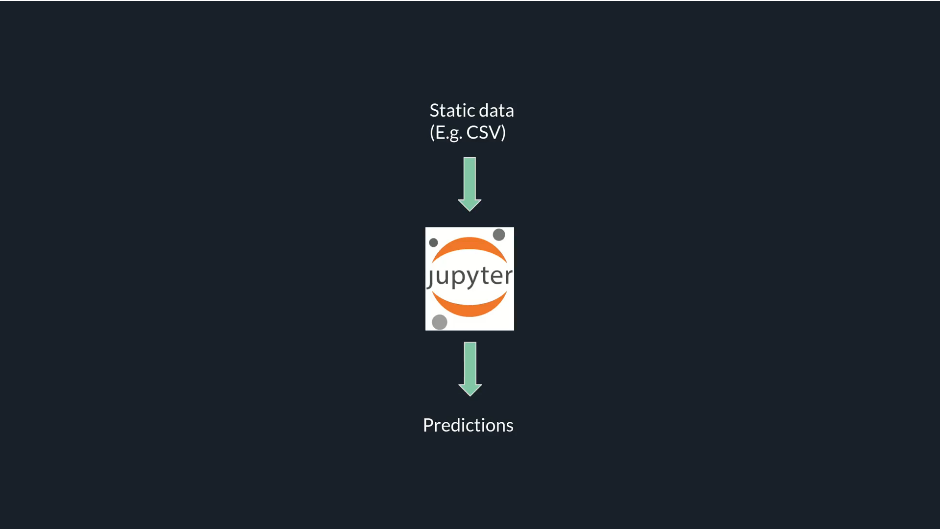 Static data
(E.g. CSV)
jupyter
Predictions